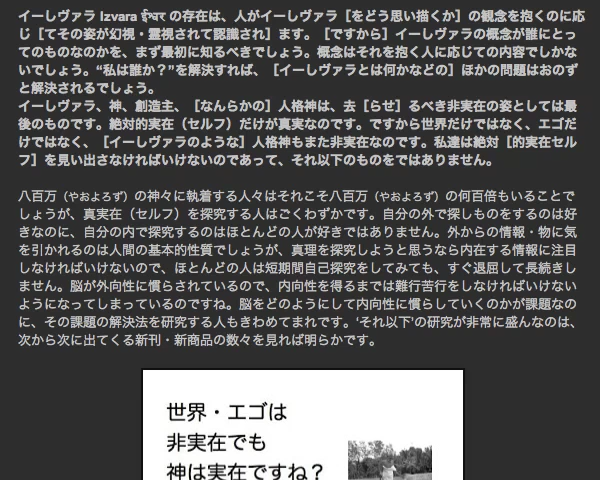 イーしヴァラ Izvara ईश्वर の存在は、人がイーしヴァラ［をどう思い描くか］の観念を抱くのに応
じ［てその姿が幻視・霊視されて認識され］ます。［ですから］イーしヴァラの概念が誰にとっ
てのものなのかを、まず最初に知るべきでしょう。概念はそれを抱く人に応じての内容でしかな
いでしょう。“私は誰か？”を解決すれば、［イーしヴァラとは何かなどの］ほかの問題はおのず
と解決されるでしょう。
イーしヴァラ、神、創造主、［なんらかの］人格神は、去［らせ］るべき非実在の姿としては最
後のものです。絶対的実在（セルフ）だけが真実なのです。ですから世界だけではなく、エゴだ
けではなく、［イーしヴァラのような］人格神もまた非実在なのです。私達は絶対［的実在セル
フ］を見い出さなければいけないのであって、それ以下のものをではありません。
八百万（やおよろず）の神々に執着する人々はそれこそ八百万（やおよろず）の何百倍もいることで
しょうが、真実在（セルフ）を探究する人はごくわずかです。自分の外で探しものをするのは好
きなのに、自分の内で探究するのはほとんどの人が好きではありません。外からの情報・物に気
を引かれるのは人間の基本的性質でしょうが、真理を探究しようと思うなら内在する情報に注目
しなければいけないので、ほとんどの人は短期間自己探究をしてみても、すぐ退屈して長続きし
ません。脳が外向性に慣らされているので、内向性を得るまでは難行苦行をしなければいけない
ようになってしまっているのですね。脳をどのようにして内向性に慣らしていくのかが課題なの
に、その課題の解決法を研究する人もきわめてまれです。‘それ以下’の研究が非常に盛んなのは、
次から次に出てくる新刊・新商品の数々を見れば明らかです。
世界・エゴは
非実在でも
神は実在ですね？